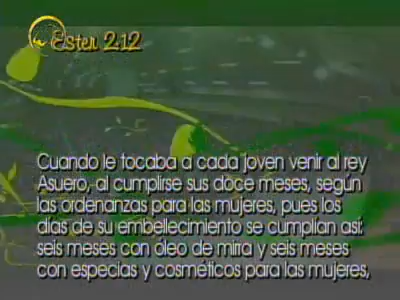 Ester 2:12
Cuando le tocaba a cada joven venir al rey
Asuero, al cumplirse sus doce meses, según
las ordenanzas para las mujeres, pues los
días de su embellecimiento se cumplían así:
seis meses con óleo de mirra y seis meses
con especias y cosméticos para las mujeres,